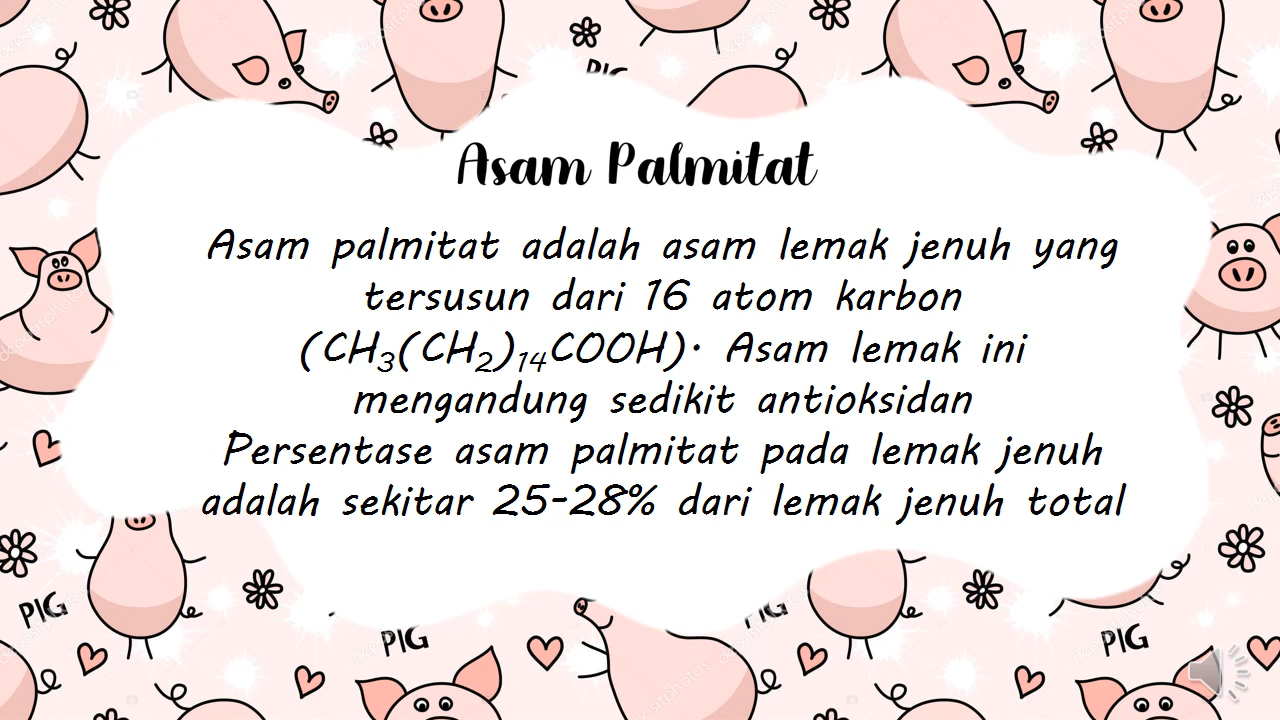 PIG
Asam Palmitat
Asam palmitat adalah asam lemak jenuh yang
tersusun dari 16 atom karbon
(CH₃(CH₂)₁₄COOH). Asam lemak ini
mengandung sedikit antioksidan
Persentase asam palmitat pada lemak jenuh
adalah sekitar 25-28% dari lemak jenuh total
PIG
PIG
PIG
PIG